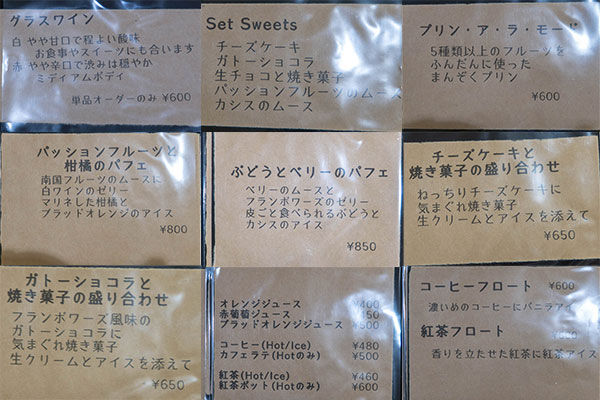 グラスワイン
白 やや甘口で程よい酸味
お食事やスイーツにも合います
赤 やや辛口で渋みは穏やか
ミディアムボディ
単品オーダーのみ ¥600
Set Sweets
チーズケーキ
ガトーショコラ
生チョコと焼き菓子
パッションフルーツのムース
カシスのムース
プリン・ア・ラ・モード
5種類以上のフルーツを
ふんだんに使った
まんぞくプリン
¥600
パッションフルーツと
柑橘のパフェ
南国フルーツのムースに
白ワインのゼリー
マリネした柑橘と
ブラッドオレンジのアイス
¥800
ぶどうとベリーのパフェ
ベリーのムースと
フランボワーズのゼリー
皮ごと食べられるぶどうと
カシスのアイス
¥850
チーズケーキと
焼き菓子の盛り合わせ
ねっちりチーズケーキに
気まぐれ焼き菓子
生クリームとアイスを添えて
¥650
ガトーショコラと
焼き菓子の盛り合わせ
フランボワーズ風味の
ガトーショコラに
気まぐれ焼き菓子
生クリームとアイスを添えて
¥650
オレンジジュース ¥400
赤葡萄ジュース
ブラッドオレンジジュース ¥500
コーヒー(Hot/Ice) ¥480
カフェラテ(Hotのみ) ¥500
紅茶(Hot/Ice) ¥460
紅茶ポット(Hotのみ) ¥600
コーヒーフロート ¥600
濃いめのコーヒーにバニラアイ
紅茶フロート
香りを立たせた紅茶に紅茶アイス